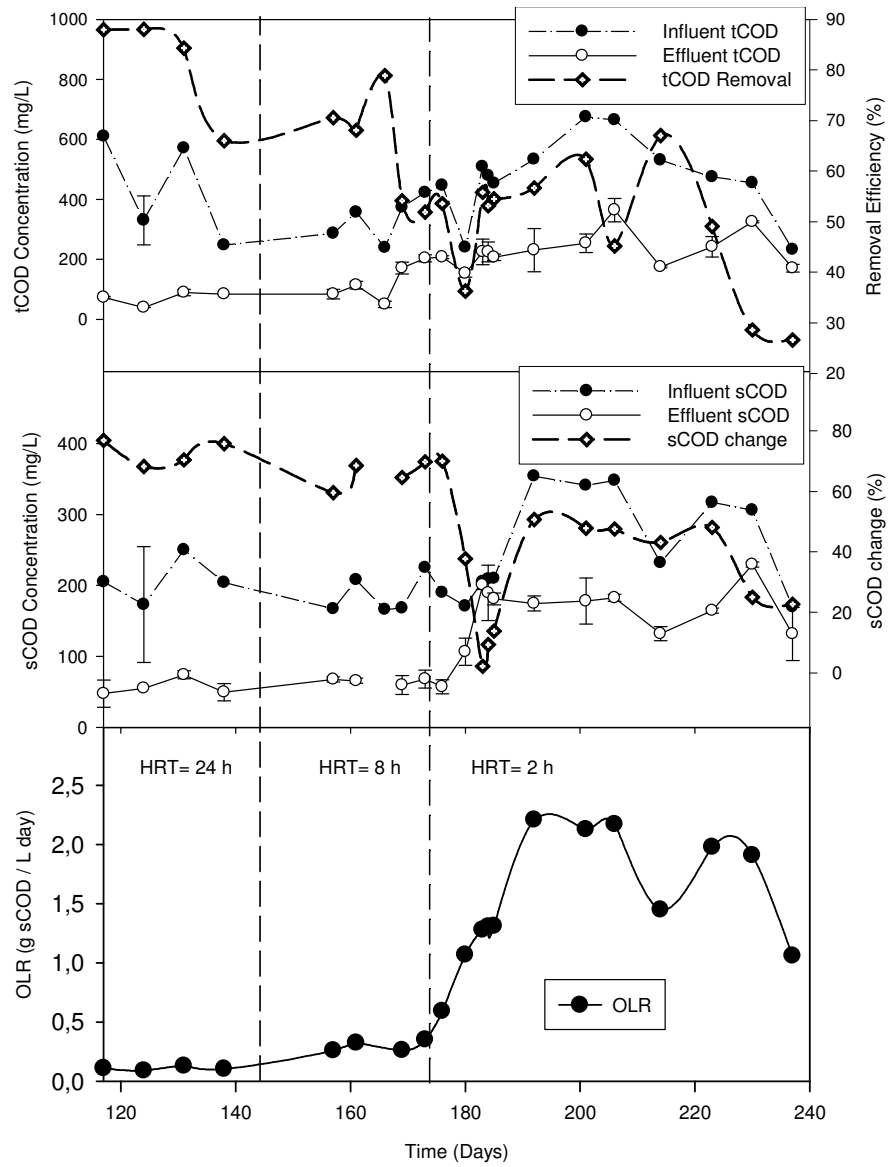 1000
800
600
400
200
0
tCOD Concentration (mg/L)
Influent tCOD
Effluent tCOD
tCOD Removal
90
80
70
60
50
40
30
20
Removal Efficiency (%)
400
300
200
100
0
sCOD Concentration (mg/L)
Influent sCOD
Effluent sCOD
sCOD change
80
60
40
20
0
sCOD change (%)
HRT= 24 h
HRT= 8 h
HRT= 2 h
2,5
2,0
1,5
1,0
0,5
0,0
OLR (g sCOD / L day)
OLR
120 140 160 180 200 220 240
Time (Days)